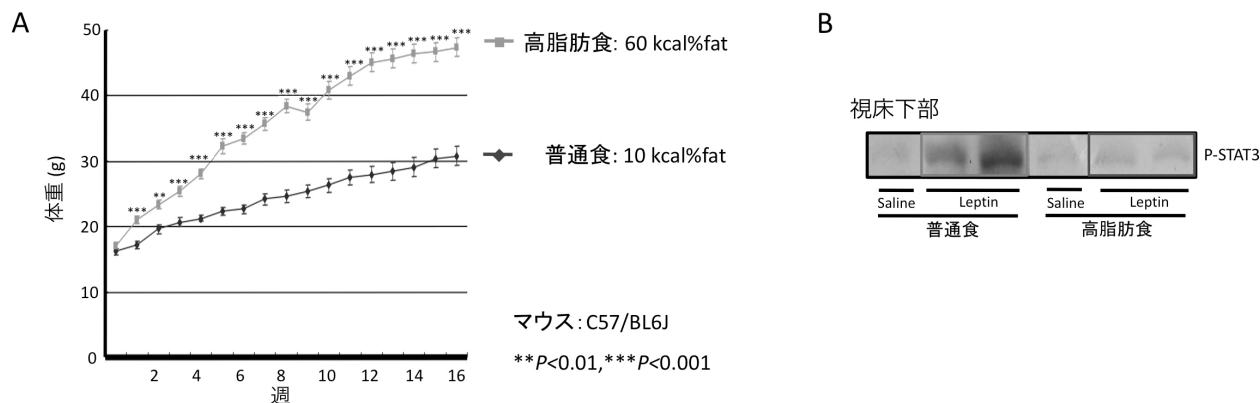 A
50
40
30
20
10
0
体重 (g)
2 4 6 8 10 12 14 16
週
*** ** *** *** *** *** *** *** *** *** *** *** *** *** *** ***
高脂肪食: 60 kcal%fat
普通食: 10 kcal%fat
マウス : C57/BL6J
**P<0.01,***P<0.001
B
視床下部
P-STAT3
Saline Leptin Saline Leptin
普通食 高脂肪食